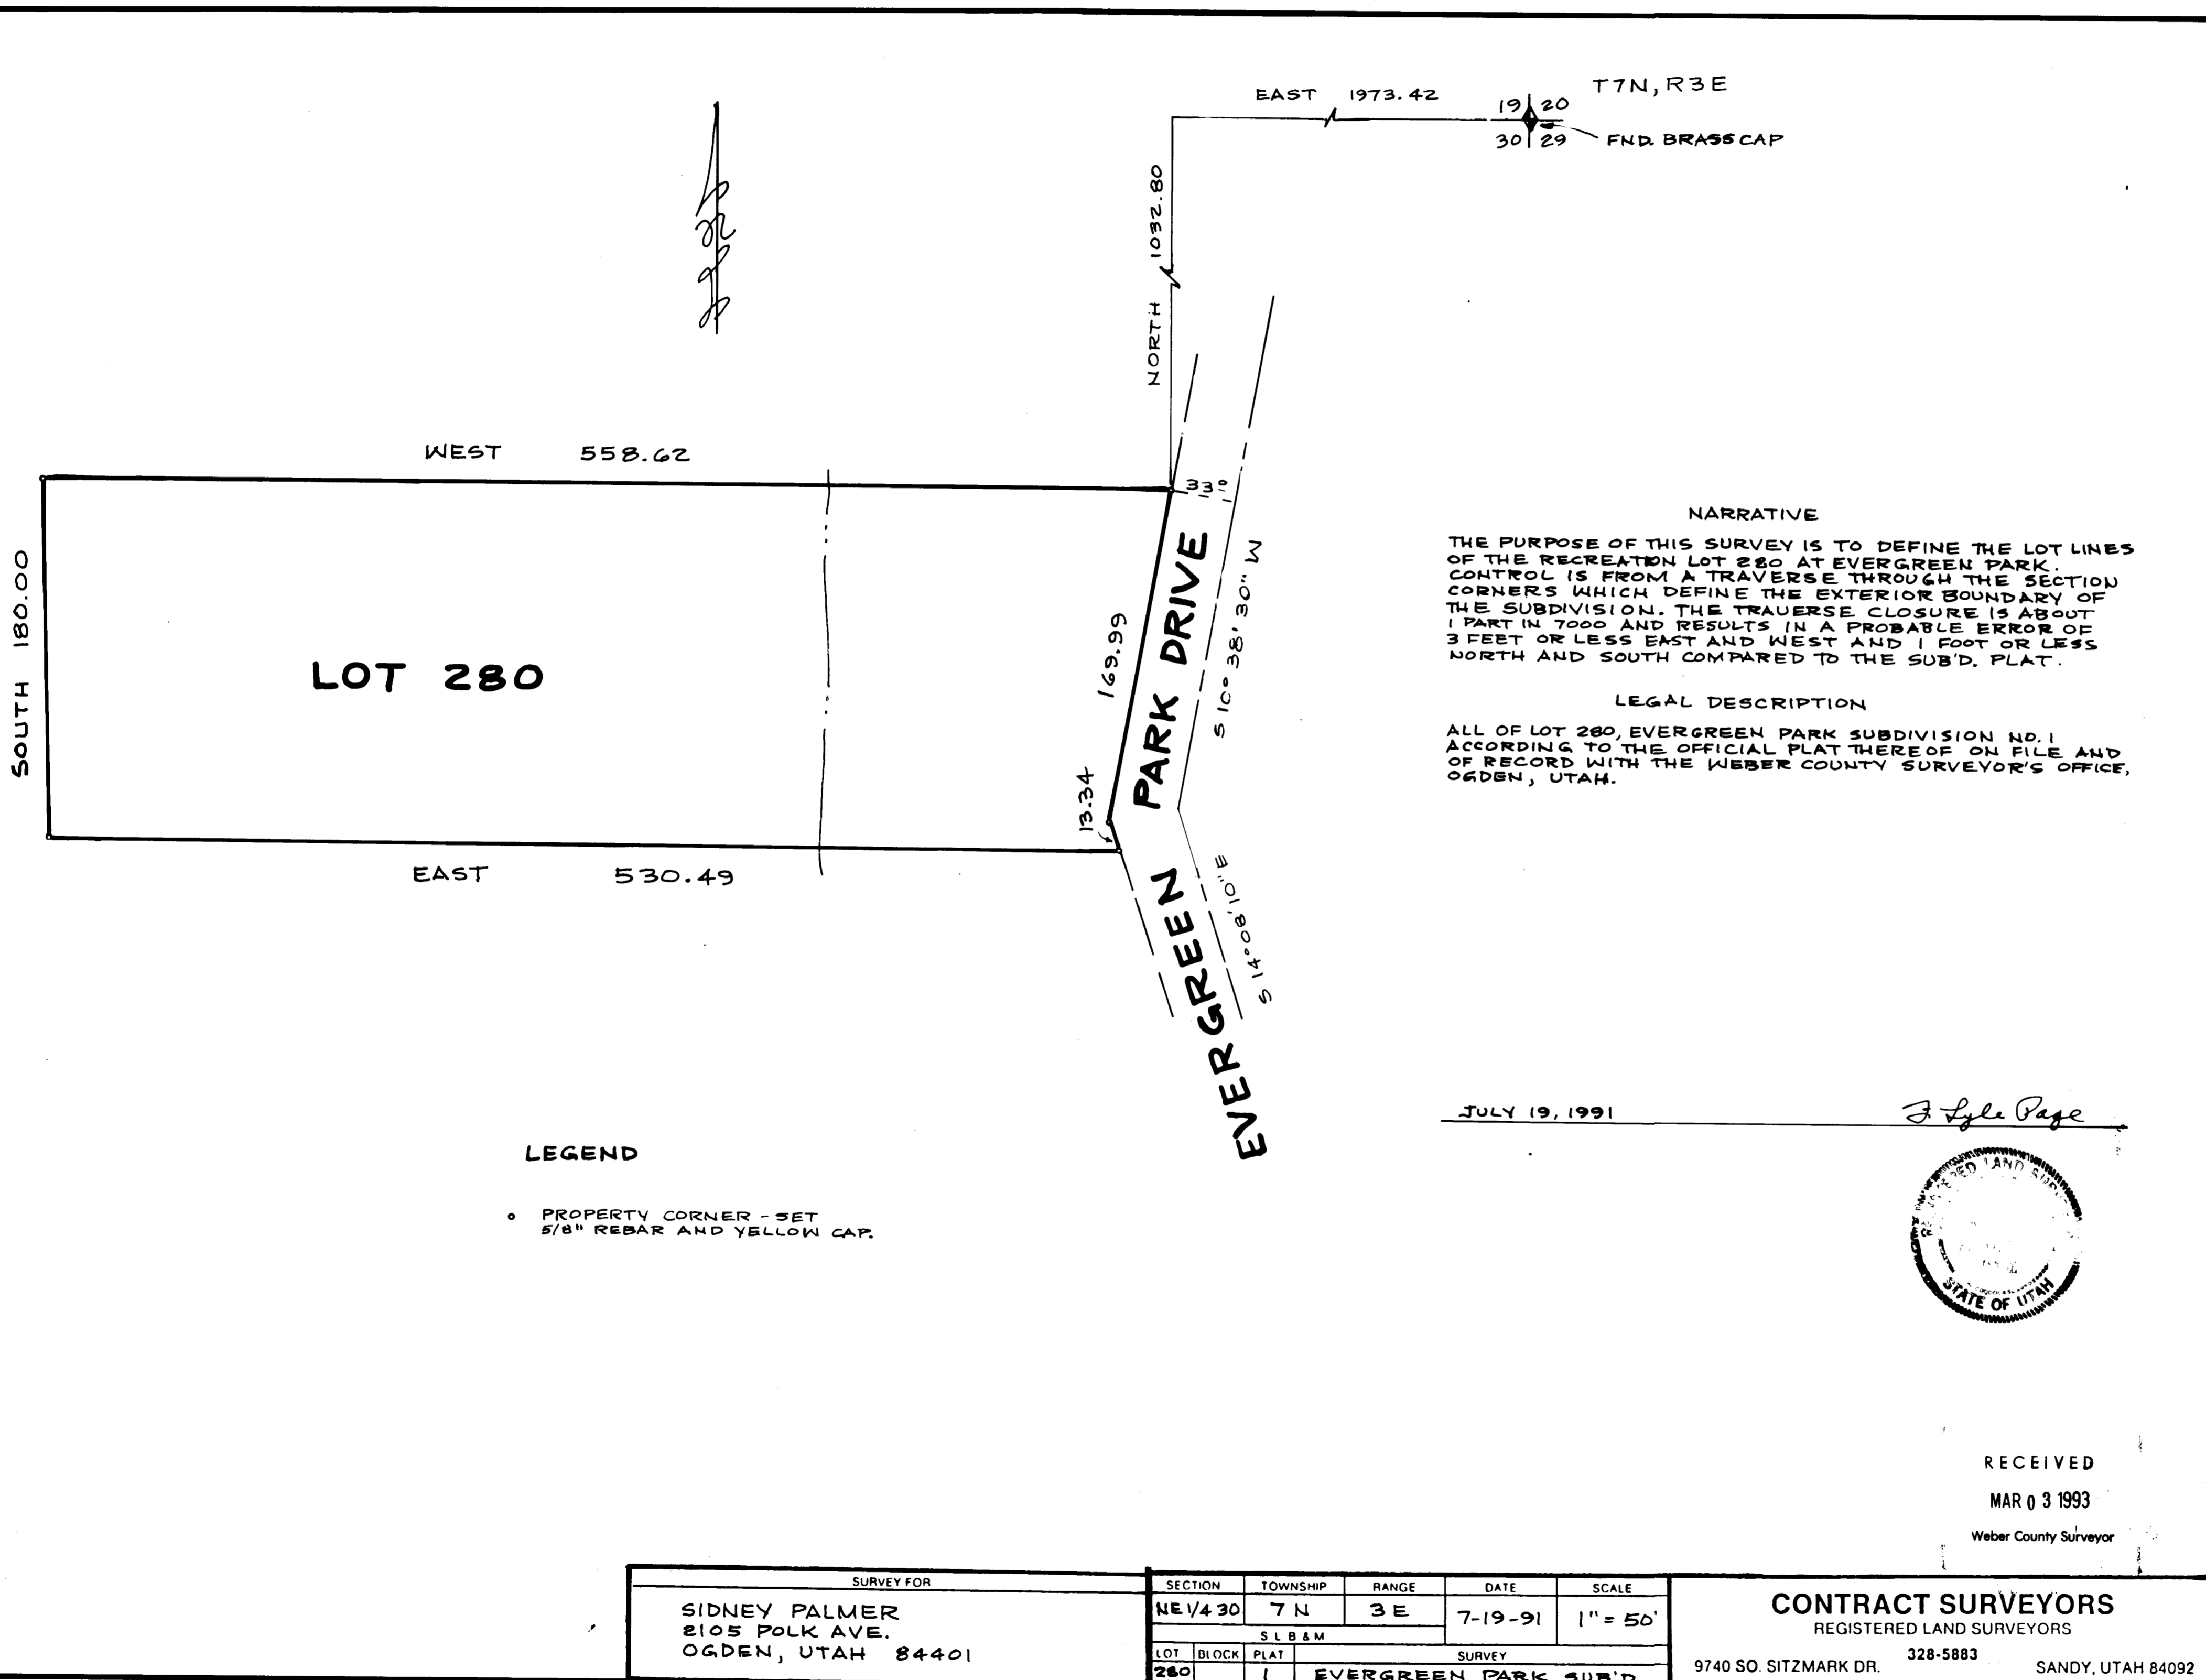 T7N, R3E
EAST 1973.42
19 20
30 29
FND. BRASS CAP
NORTH 1032.80
WEST 558.62
33'
SOUTH 180.00
LOT 280
169.99
13.34
S 10° 38' 30" W
S 14° 08' 10" E
EVERGREEN PARK DRIVE
EAST 530.49
NARRATIVE
THE PURPOSE OF THIS SURVEY IS TO DEFINE THE LOT LINES
OF THE RECREATION LOT 280 AT EVERGREEN PARK.
CONTROL IS FROM A TRAVERSE THROUGH THE SECTION
CORNERS WHICH DEFINE THE EXTERIOR BOUNDARY OF
THE SUBDIVISION. THE TRAVERSE CLOSURE IS ABOUT
1 PART IN 7000 AND RESULTS IN A PROBABLE ERROR OF
3 FEET OR LESS EAST AND WEST AND 1 FOOT OR LESS
NORTH AND SOUTH COMPARED TO THE SUB'D. PLAT.
LEGAL DESCRIPTION
ALL OF LOT 280, EVERGREEN PARK SUBDIVISION NO. 1
ACCORDING TO THE OFFICIAL PLAT THEREOF ON FILE AND
OF RECORD WITH THE WEBER COUNTY SURVEYOR'S OFFICE,
OGDEN, UTAH.
JULY 19, 1991 F. Lyle Page
LAND
STATE OF UTAH
LEGEND
PROPERTY CORNER - SET
5/8" REBAR AND YELLOW CAP.
RECEIVED
MAR 03 1993
Weber County Surveyor
SURVEY FOR
SIDNEY PALMER
2105 POLK AVE.
OGDEN, UTAH 84401
SECTION TOWNSHIP RANGE DATE SCALE
NE 1/4 30 7 N 3 E 7-19-91 1" = 50'
S L B & M
LOT BLOCK PLAT SURVEY
280 1 EVERGREEN PARK SUB'D
CONTRACT SURVEYORS
REGISTERED LAND SURVEYORS
328-5883
9740 SO. SITZMARK DR. SANDY, UTAH 84092